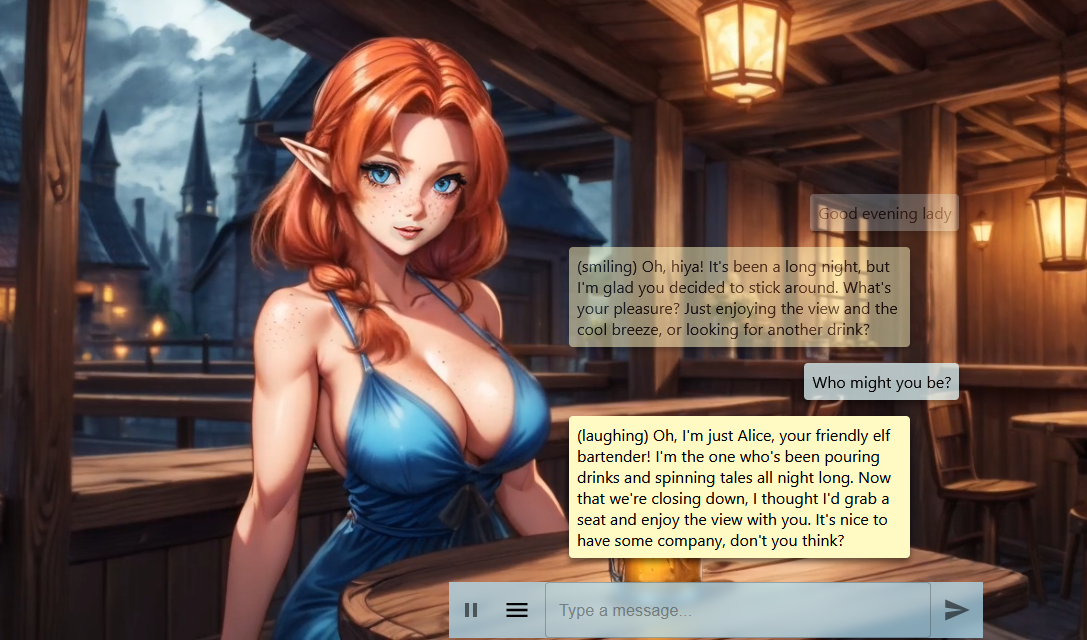 Good evening lady
(smiling) Oh, hiya! It's been a long night, but
I'm glad you decided to stick around. What's
your pleasure? Just enjoying the view and the
cool breeze, or looking for another drink?
Who might you be?
(laughing) Oh, I'm just Alice, your friendly elf
bartender! I'm the one who's been pouring
drinks and spinning tales all night long. Now
that we're closing down, I thought I'd grab a
seat and enjoy the view with you. It's nice to
have some company, don't you think?
Type a message...